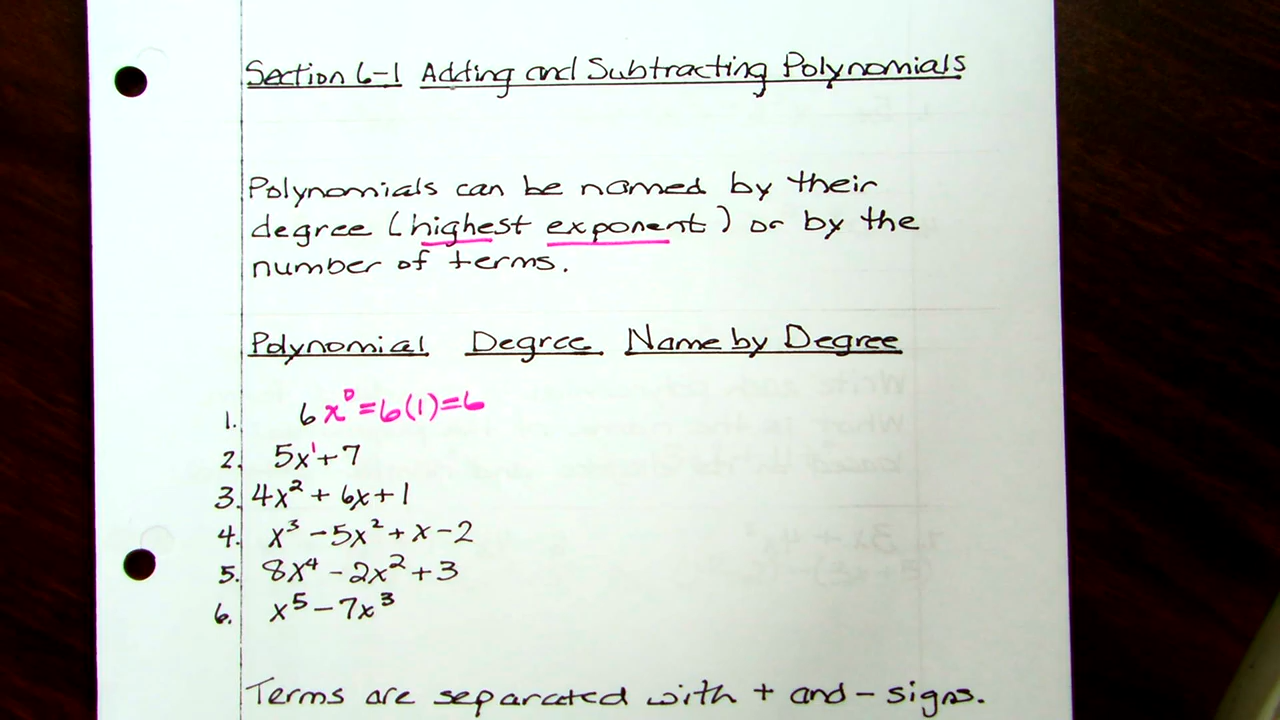 Section 6-1 Adding and Subtracting Polynomials
Polynomials can be named by their
degree (highest exponent) or by the
number of terms.
Polynomial Degree Name by Degree
1. 6x⁰=6(1)=6
2. 5x¹+7
3. 4x²+6x+1
4. x³-5x²+x-2
5. 8x⁴-2x²+3
6. x⁵-7x³
Terms are separated with + and - signs.